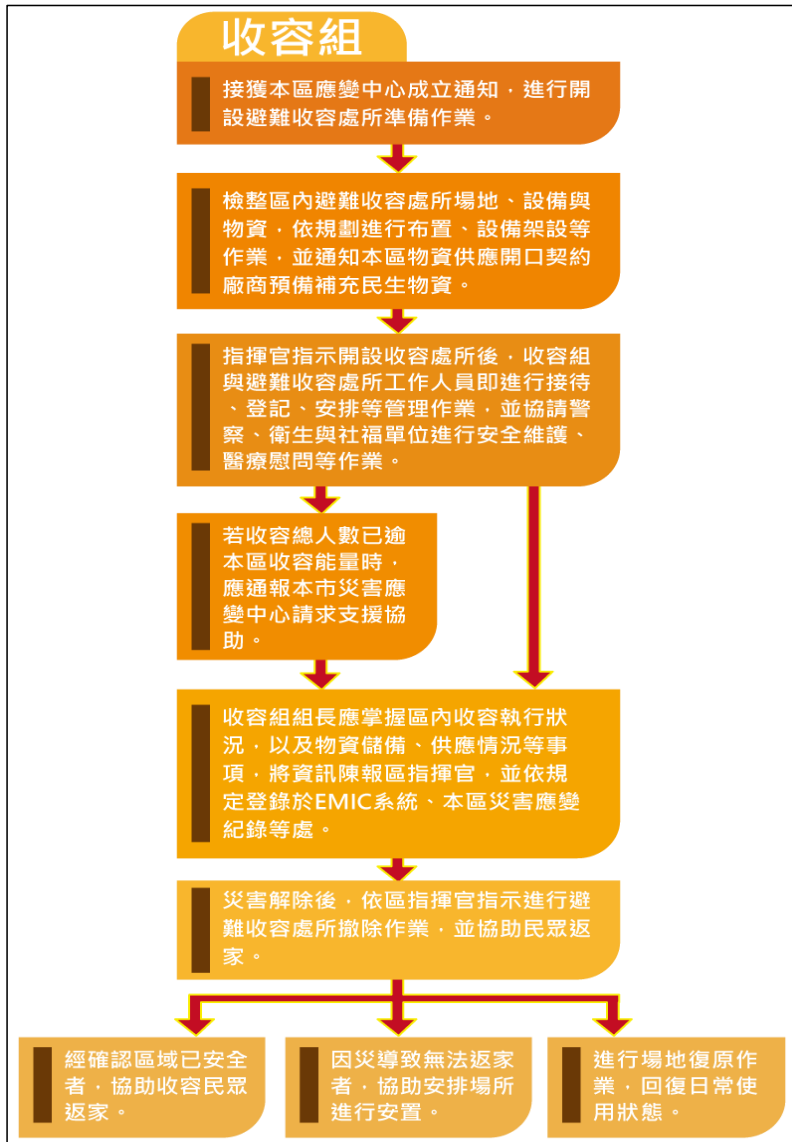 收容組
接獲本區應變中心成立通知，進行開
設避難收容處所準備作業。
檢整區內避難收容處所場地、設備與
物資，依規劃進行布置、設備架設等
作業，並通知本區物資供應開口契約
廠商預備補充民生物資。
指揮官指示開設收容處所後，收容組
與避難收容處所工作人員即進行接待
、登記、安排等管理作業，並協請警
察、衛生與社福單位進行安全維護、
醫療慰問等作業。
若收容總人數已逾
本區收容能量時，
應通報本市災害應
變中心請求支援協
助。
收容組組長應掌握區內收容執行狀
況，以及物資儲備、供應情況等事
項，將資訊陳報區指揮官，並依規
定登錄於EMIC系統、本區災害應變
紀錄等處。
災害解除後，依區指揮官指示進行避
難收容處所撤除作業，並協助民眾返
家。
經確認區域已安全
者，協助收容民眾
返家。
因災導致無法返家
者，協助安排場所
進行安置。
進行場地復原作
業，回復日常使
用狀態。